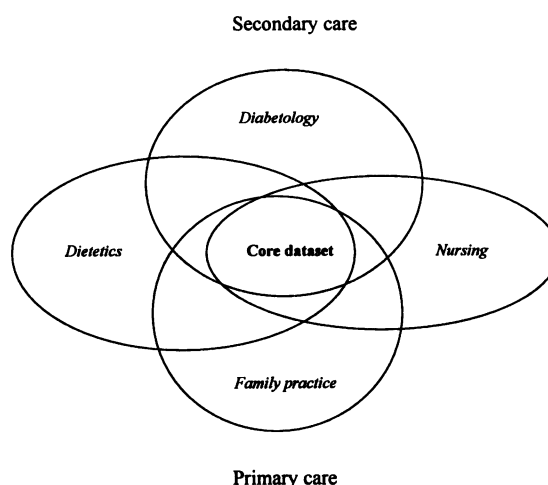 Secondary care
Diabetology
Dietetics
Core dataset
Nursing
Family practice
Primary care